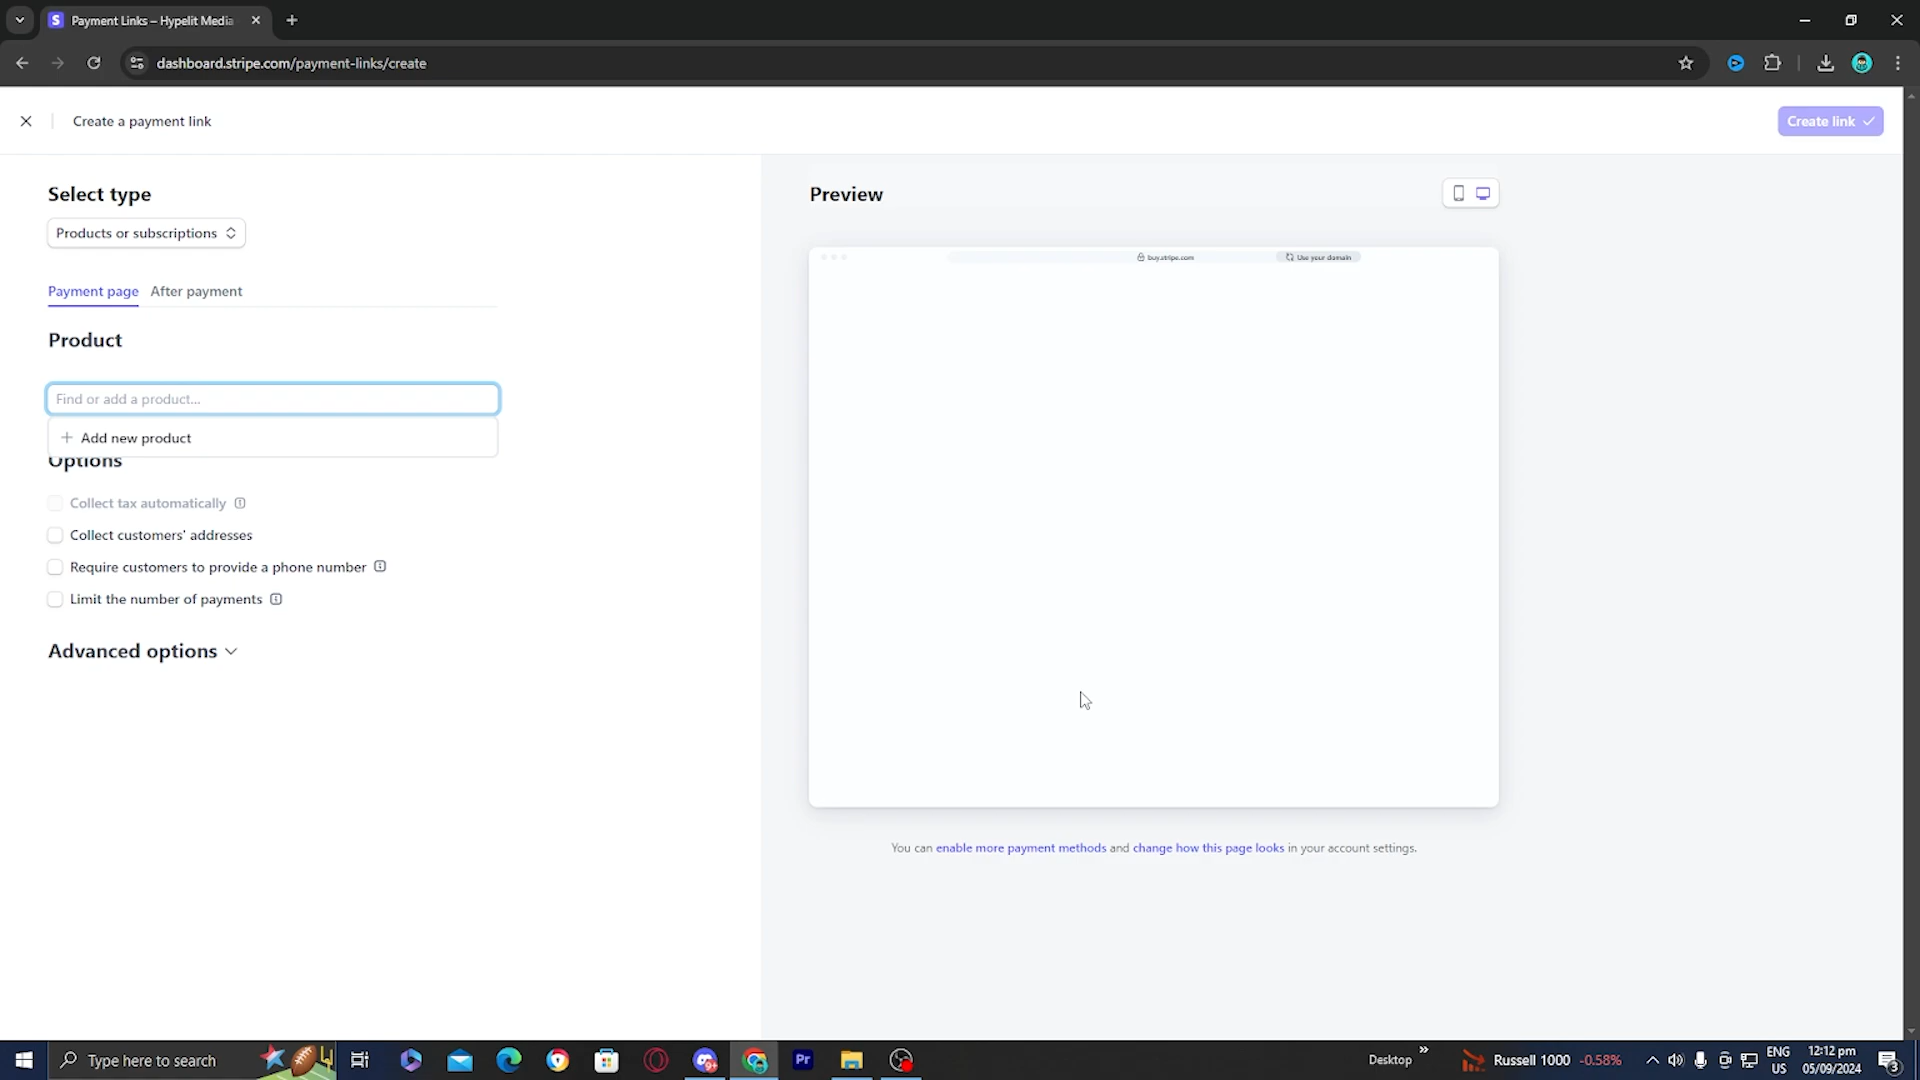 Payment Links – Hypelit Media
dashboard.stripe.com/payment-links/create
Create a payment link
Create link
Select type
Products or subscriptions
Payment page
After payment
Product
Find or add a product...
+ Add new product
Options
Collect tax automatically
Collect customers' addresses
Require customers to provide a phone number
Limit the number of payments
Advanced options
Preview
buy.stripe.com
Use your domain
You can enable more payment methods and change how this page looks in your account settings.
Type here to search
Pr
9+
Desktop
Russell 1000 -0.58%
ENG
US
12:12 pm
05/09/2024
3